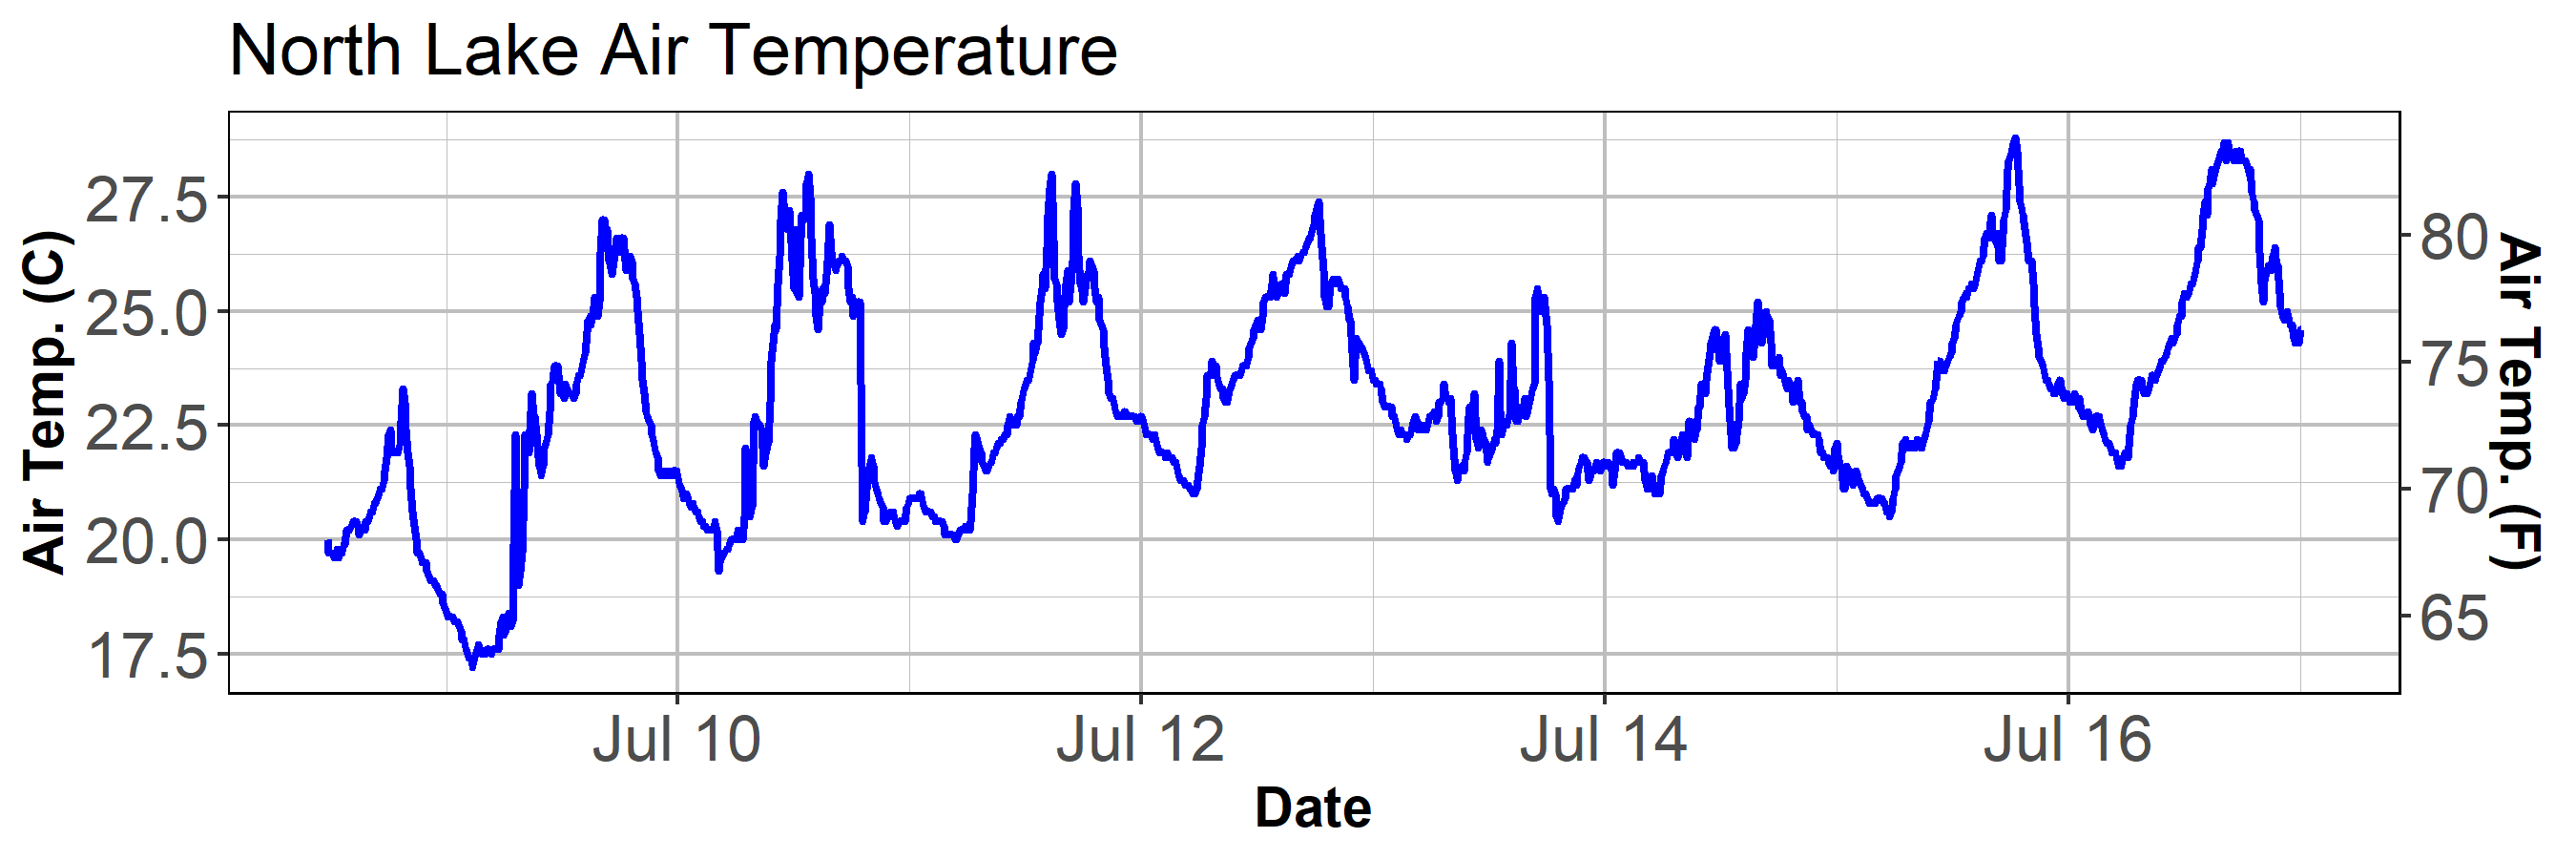 North Lake Air Temperature
Air Temp. (C)
27.5
25.0
22.5
20.0
17.5
80
75
70
65
Air Temp. (F)
Jul 10
Jul 12
Jul 14
Jul 16
Date